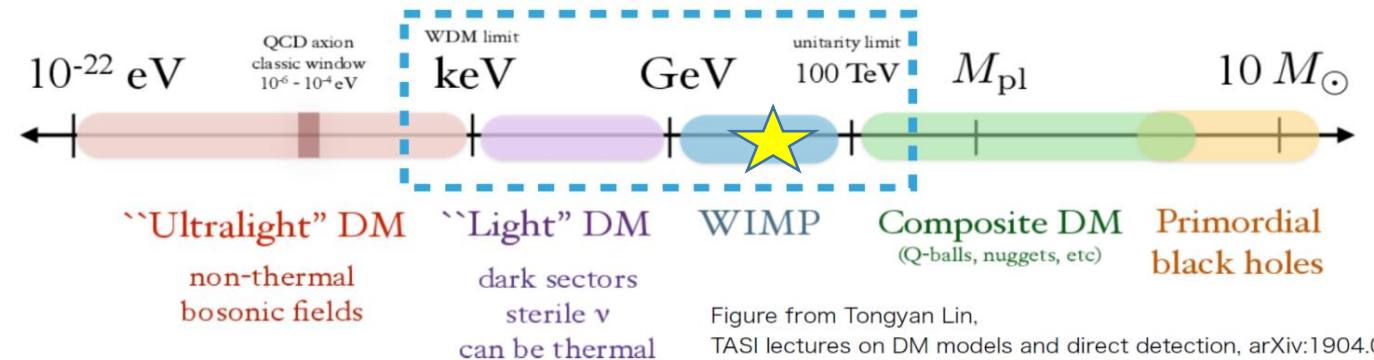 10⁻²² eV
QCD axion
classic window
10⁻⁶ - 10⁻⁴ eV
WDM limit
keV
GeV
unitarity limit
100 TeV
Mpl
10 M☉
``Ultralight” DM
non-thermal
bosonic fields
``Light” DM
dark sectors
sterile ν
can be thermal
WIMP
Composite DM
(Q-balls, nuggets, etc)
Primordial
black holes
Figure from Tongyan Lin,
TASI lectures on DM models and direct detection,